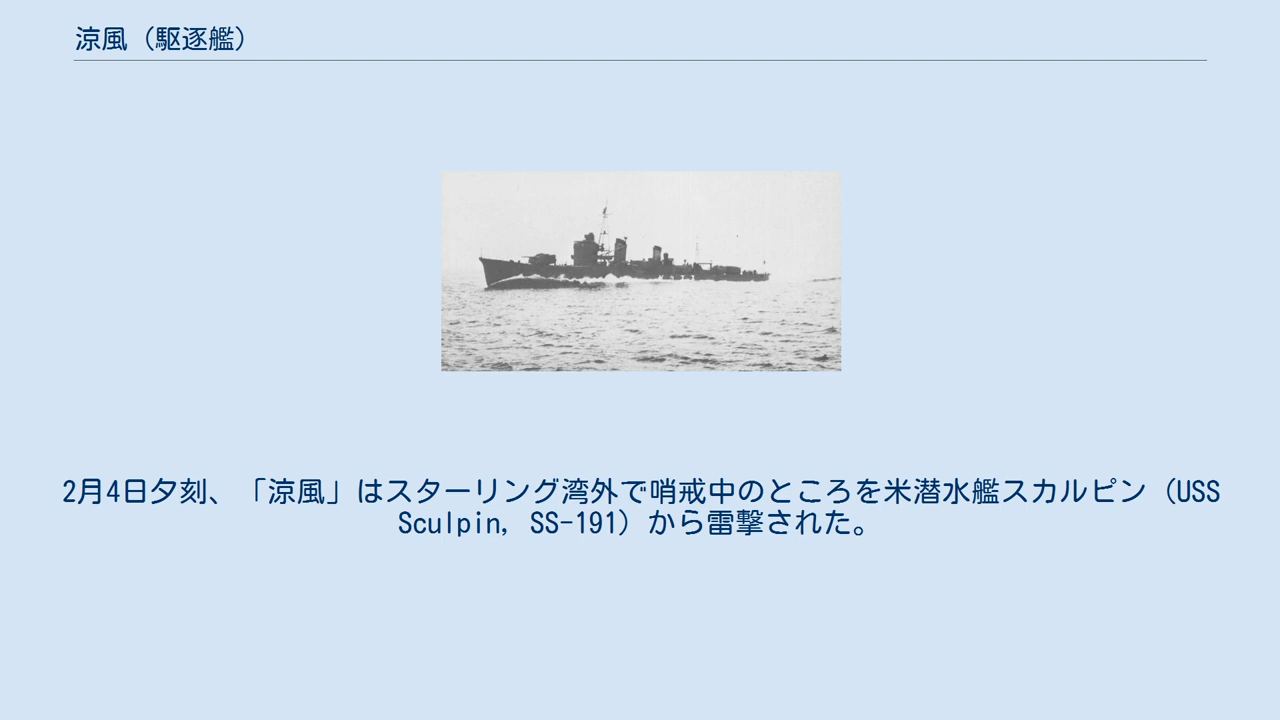 涼風（駆逐艦）
2月4日夕刻、「涼風」はスターリング湾外で哨戒中のところを米潜水艦スカルピン（USS
Sculpin, SS-191）から雷撃された。